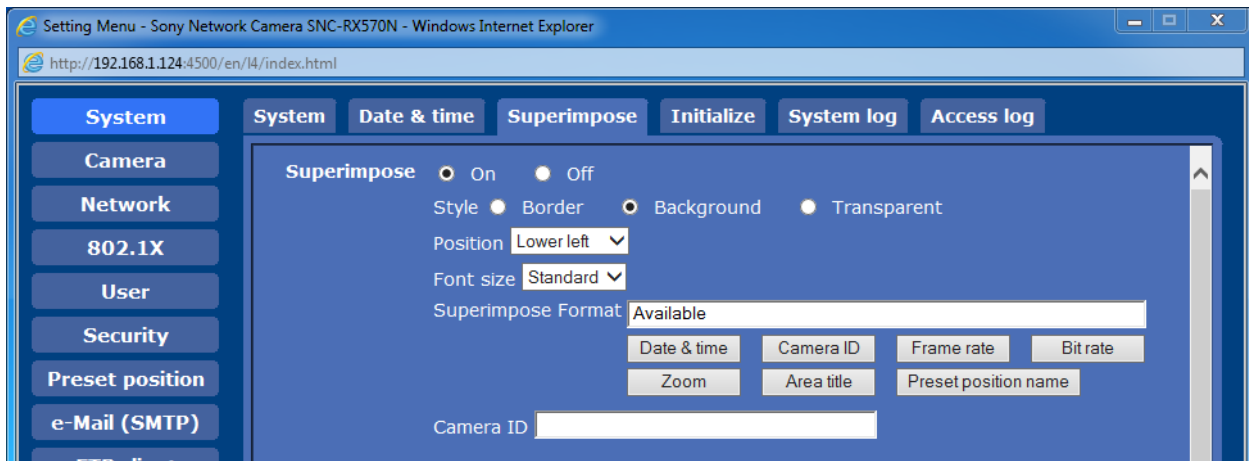 Setting Menu - Sony Network Camera SNC-RX570N - Windows Internet Explorer
http://192.168.1.124:4500/en/l4/index.html
System
Camera
Network
802.1X
User
Security
Preset position
e-Mail (SMTP)
System Date & time Superimpose Initialize System log Access log
Superimpose On Off
Style Border Background Transparent
Position Lower left
Font size Standard
Superimpose Format Available
Date & time Camera ID Frame rate Bit rate
Zoom Area title Preset position name
Camera ID